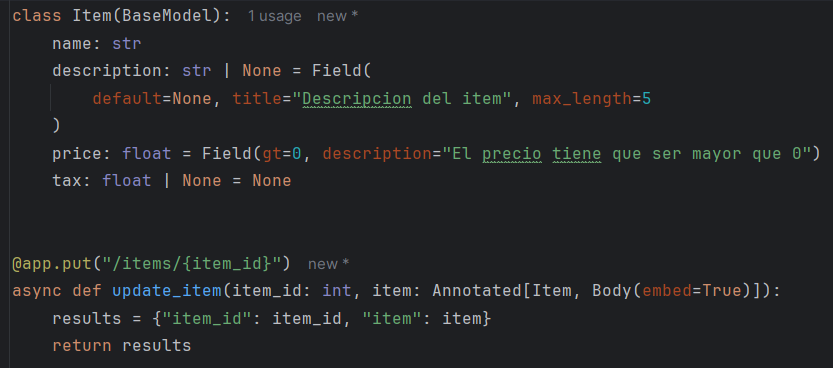 class Item(BaseModel): 1 usage new *
    name: str
    description: str | None = Field(
        default=None, title="Descripcion del item", max_length=5
    )
    price: float = Field(gt=0, description="El precio tiene que ser mayor que 0")
    tax: float | None = None
@app.put("/items/{item_id}") new *
async def update_item(item_id: int, item: Annotated[Item, Body(embed=True)]):
    results = {"item_id": item_id, "item": item}
    return results